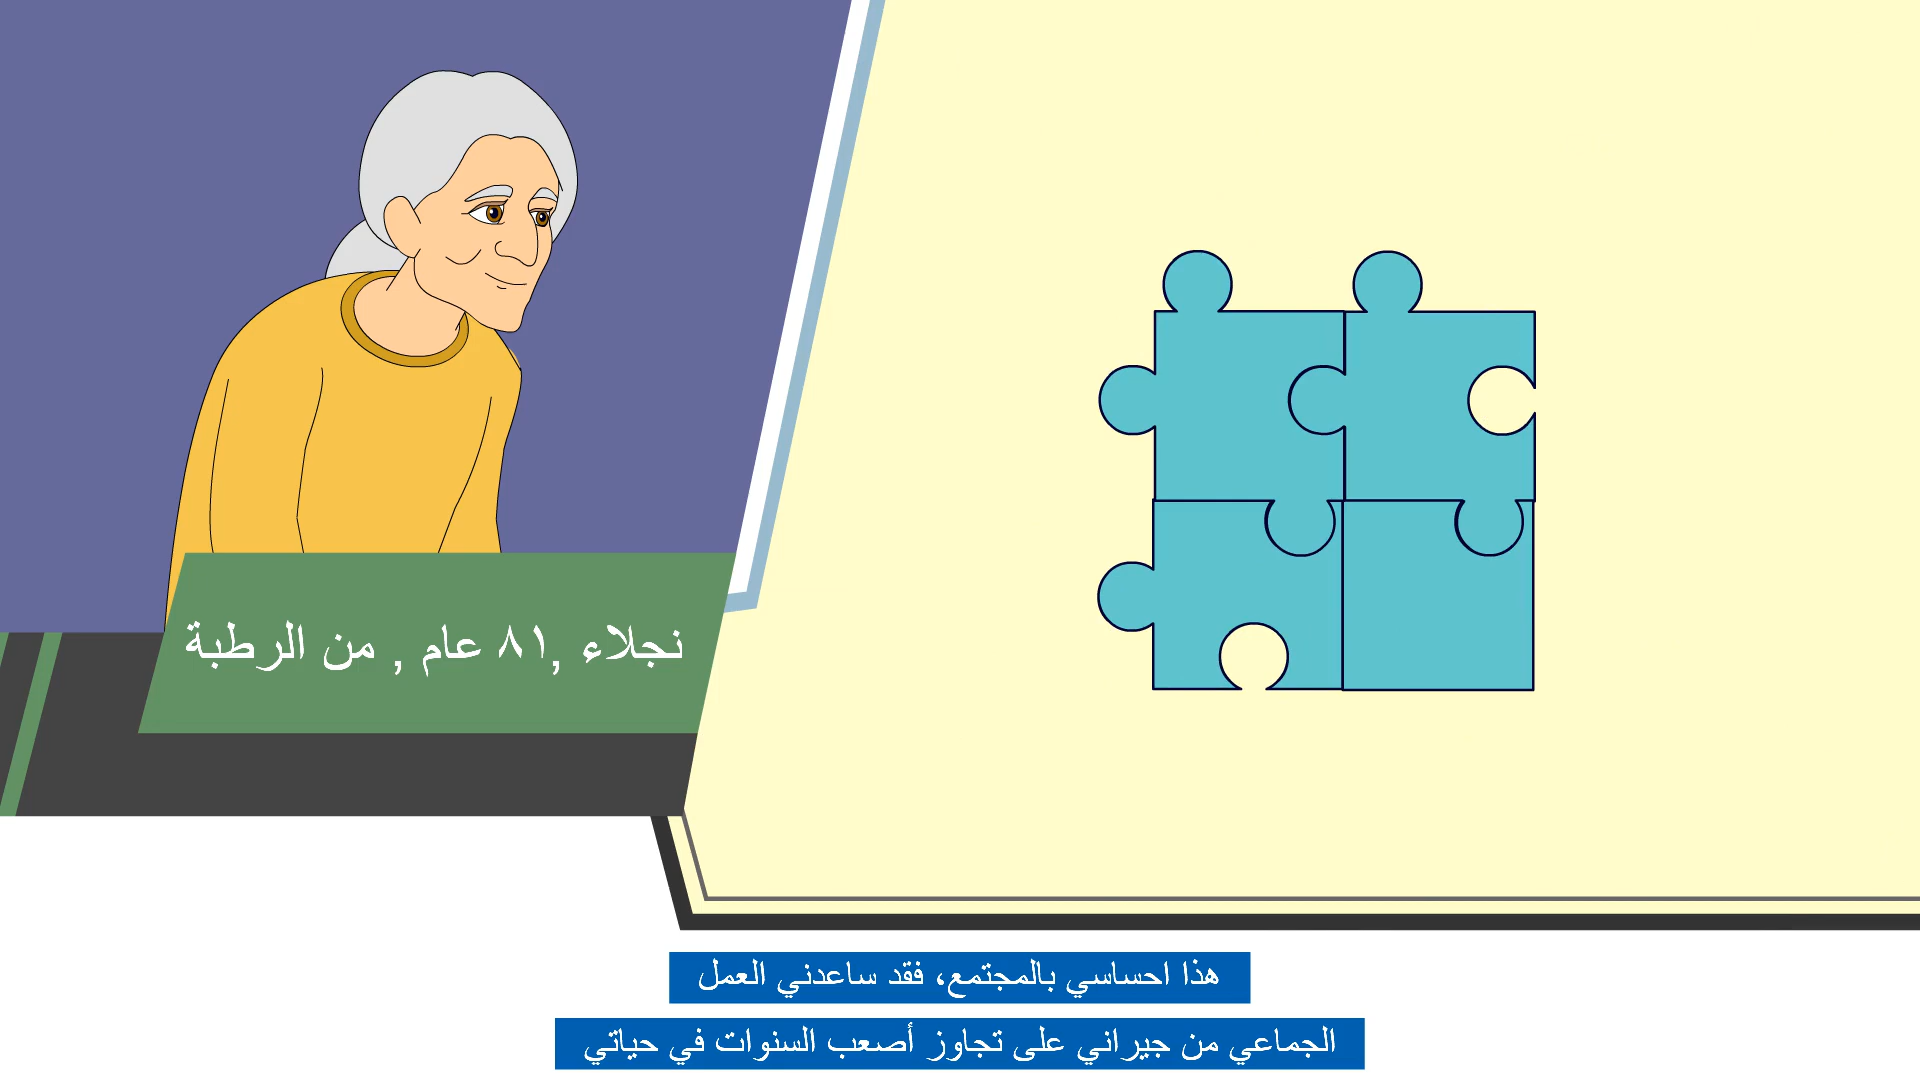 نجلاء ,٨١ عام , من الرطبة
هذا احساسي بالمجتمع، فقد ساعدني العمل
الجماعي من جيراني على تجاوز أصعب السنوات في حياتي